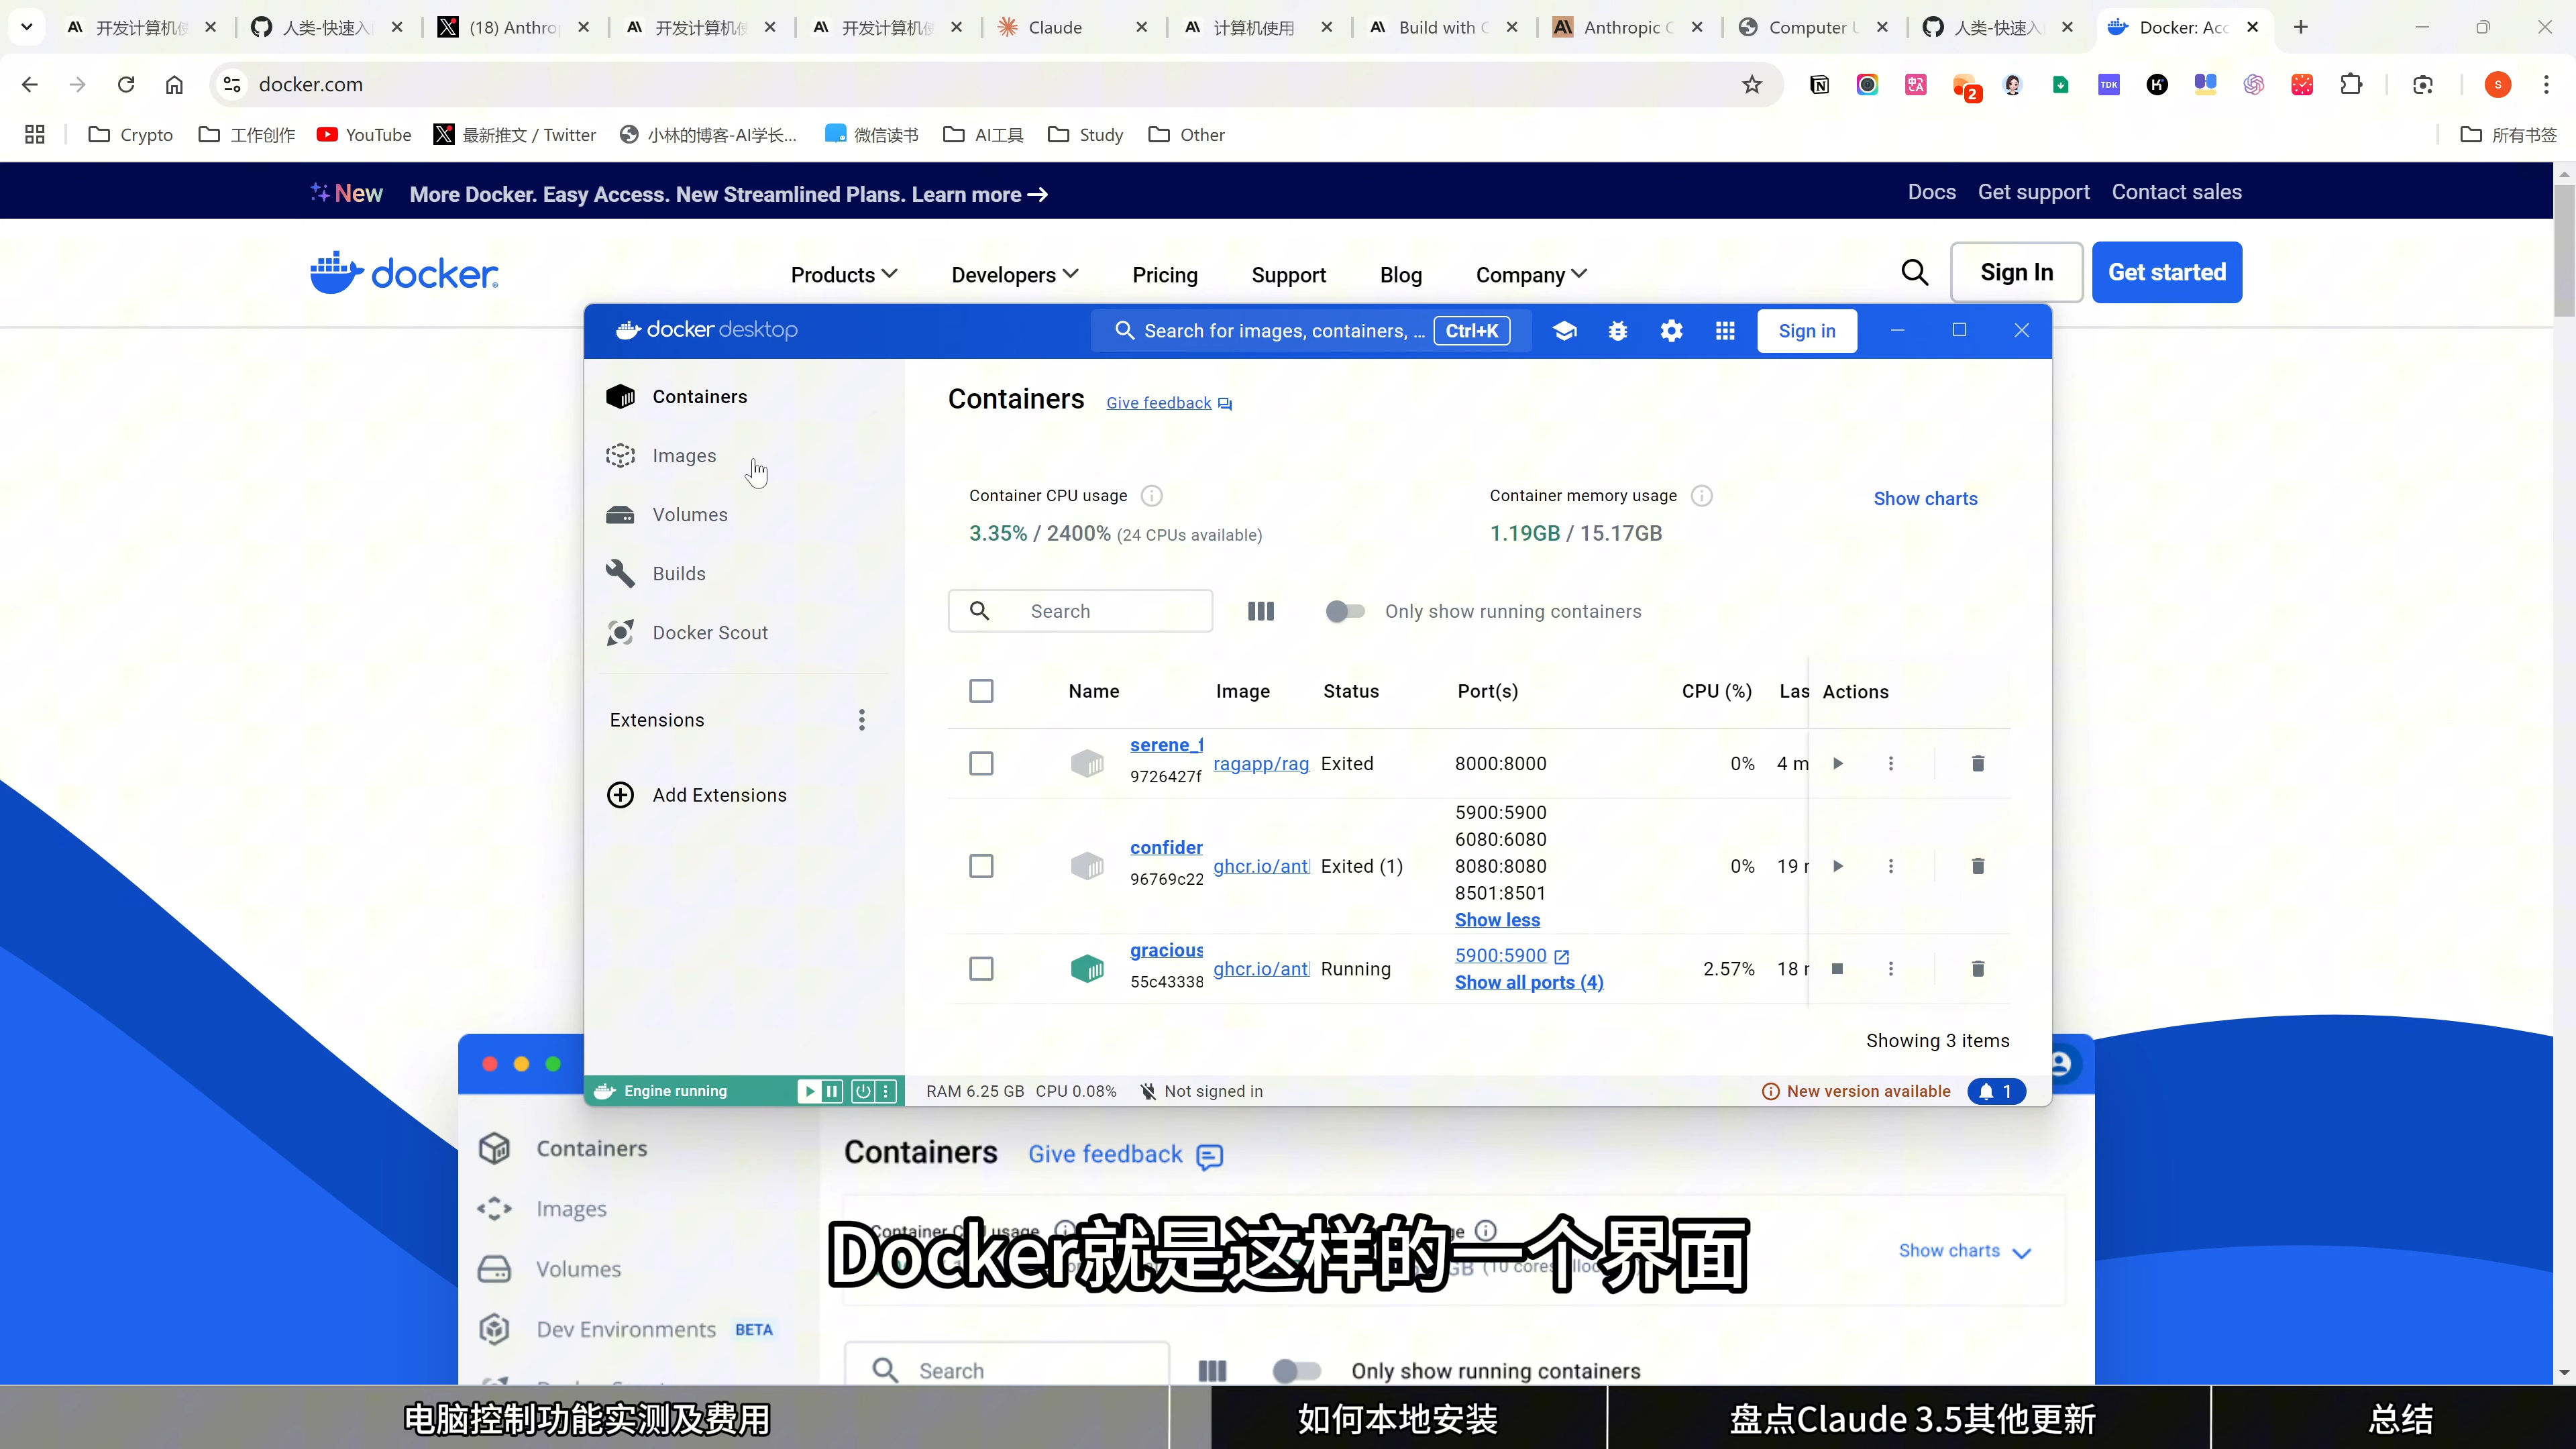 开发计算机使
人类-快速入
(18) Anthro
开发计算机使
开发计算机使
Claude
计算机使用
Build with C
Anthropic C
Computer U
人类-快速入
Docker: Acc
docker.com
2
TDK
S
Crypto
工作创作
YouTube
最新推文 / Twitter
小林的博客-AI学长...
微信读书
AI工具
Study
Other
所有书签
New
More Docker. Easy Access. New Streamlined Plans. Learn more →
Docs
Get support
Contact sales
docker
Products
Developers
Pricing
Support
Blog
Company
Sign In
Get started
docker desktop
Search for images, containers, ...
Ctrl+K
Sign in
Containers
Images
Volumes
Builds
Docker Scout
Extensions
Add Extensions
Containers
Give feedback
Container CPU usage
3.35% / 2400% (24 CPUs available)
Container memory usage
1.19GB / 15.17GB
Show charts
Search
Only show running containers
Name Image Status Port(s) CPU (%) Las Actions
serene_f
9726427f
ragapp/rag
Exited
8000:8000
0%
4 m
confider
96769c22
ghcr.io/ant
Exited (1)
5900:5900
6080:6080
8080:8080
8501:8501
Show less
0%
19 r
gracious
55c43338
ghcr.io/ant
Running
5900:5900
Show all ports (4)
2.57%
18 r
Showing 3 items
Engine running
RAM 6.25 GB CPU 0.08%
Not signed in
New version available
1
Containers
Images
Volumes
Dev Environments BETA
Containers
Give feedback
Show charts
Search
Only show running containers
Docker就是这样的一个界面
电脑控制功能实测及费用
如何本地安装
盘点Claude 3.5其他更新
总结